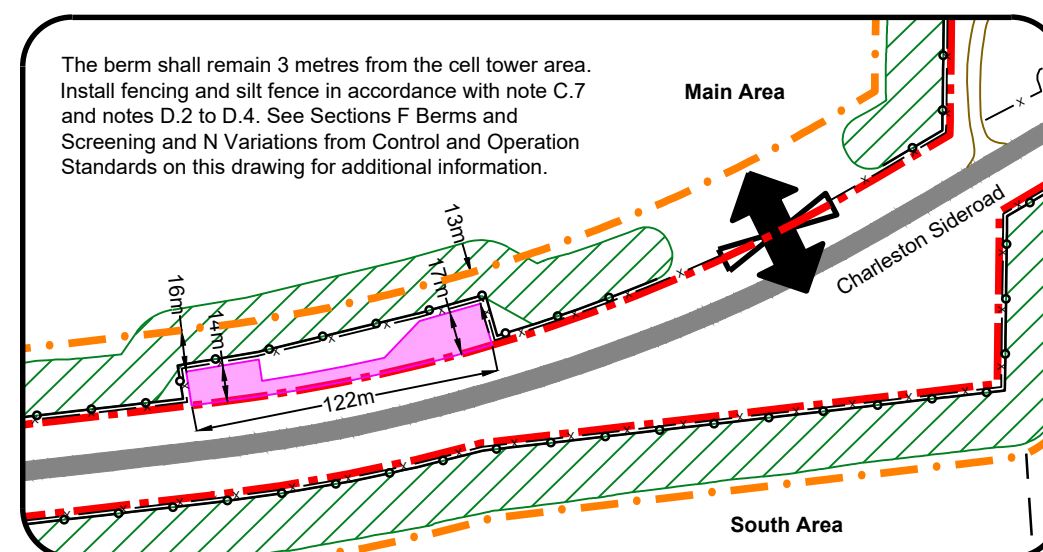 The berm shall remain 3 metres from the cell tower area.
Install fencing and silt fence in accordance with note C.7
and notes D.2 to D.4. See Sections F Berms and
Screening and N Variations from Control and Operation
Standards on this drawing for additional information.
Main Area
13m
17m
16m
14m
122m
Charleston Sideroad
South Area